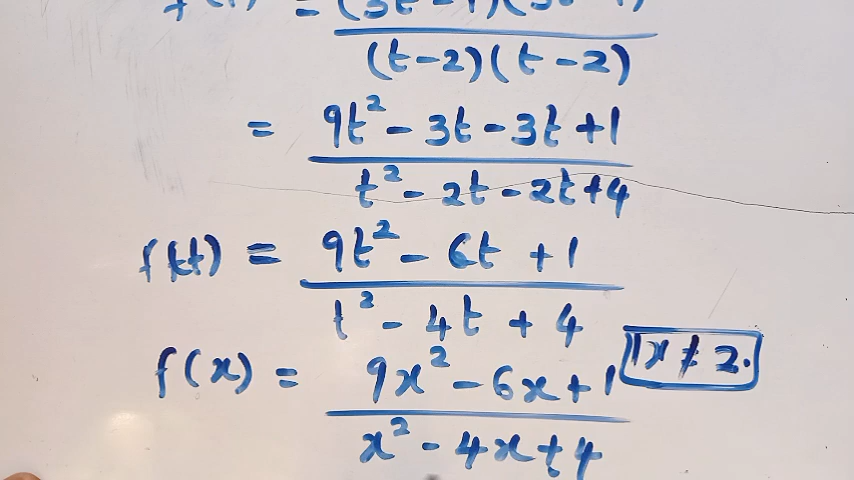 (t-2)(t-2)
= 9t² - 3t - 3t + 1
t² - 2t - 2t + 4
f(t) = 9t² - 6t + 1
t² - 4t + 4
f(x) = 9x² - 6x + 1
x ≠ 2.
x² - 4x + 4